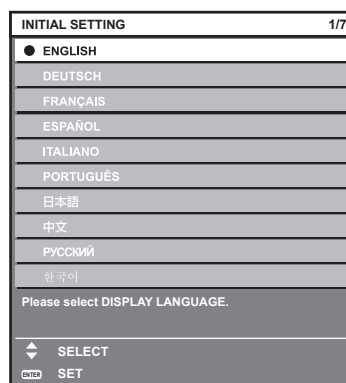 INITIAL SETTING 1/7
ENGLISH
DEUTSCH
FRANÇAIS
ESPAÑOL
ITALIANO
PORTUGUÊS
日本語
中文
РУССКИЙ
한국어
Please select DISPLAY LANGUAGE.
SELECT
ENTER SET